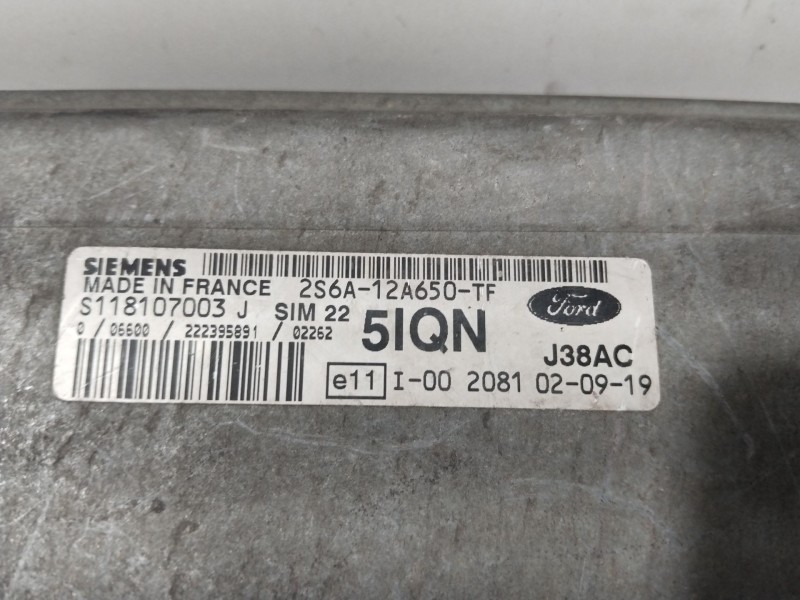 SIEMENS
MADE IN FRANCE 2S6A-12A650-TF
S118107003 J SIM 22
0 / 06600 / 222395891 / 02262
5IQN
Ford
J38AC
e11 I-00 2081 02-09-19